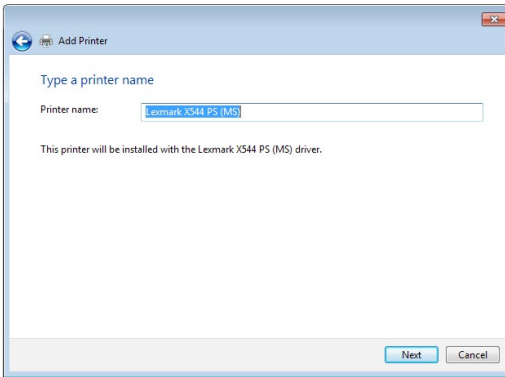 Add Printer
Type a printer name
Printer name: Lexmark X544 PS (MS)
This printer will be installed with the Lexmark X544 PS (MS) driver.
Next Cancel